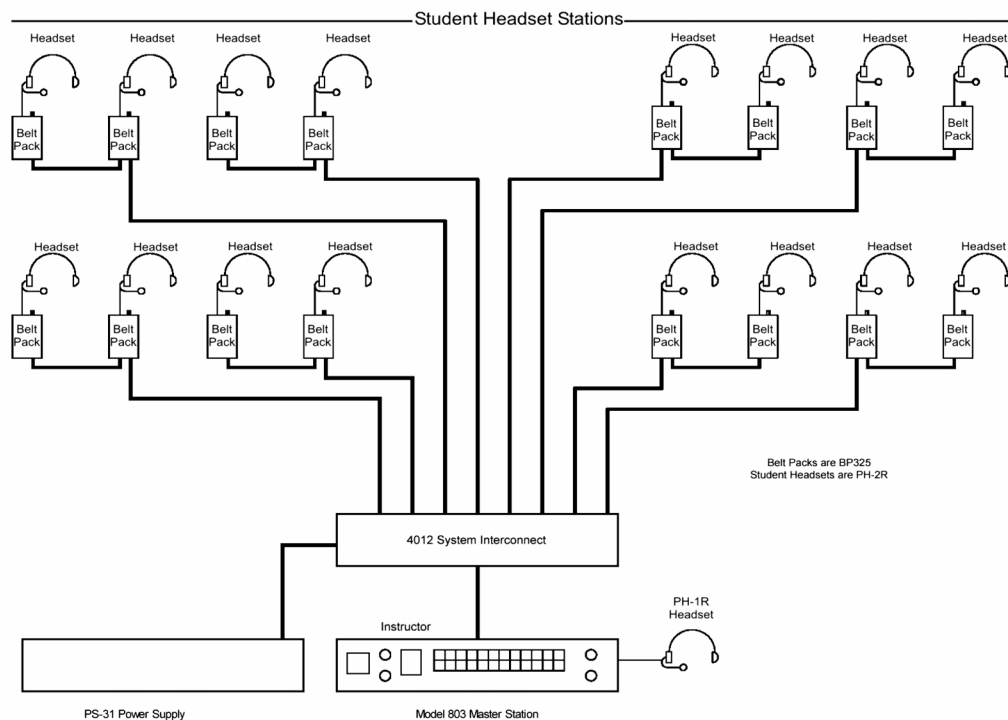 Student Headset Stations
Headset Headset Headset Headset Headset Headset Headset Headset
Belt Belt Belt Belt Belt Belt Belt Belt
Pack Pack Pack Pack Pack Pack Pack Pack
Headset Headset Headset Headset Headset Headset Headset Headset
Belt Belt Belt Belt Belt Belt Belt Belt
Pack Pack Pack Pack Pack Pack Pack Pack
Belt Packs are BP325
Student Headsets are PH-2R
4012 System Interconnect
PH-1R
Headset
Instructor
PS-31 Power Supply
Model 803 Master Station